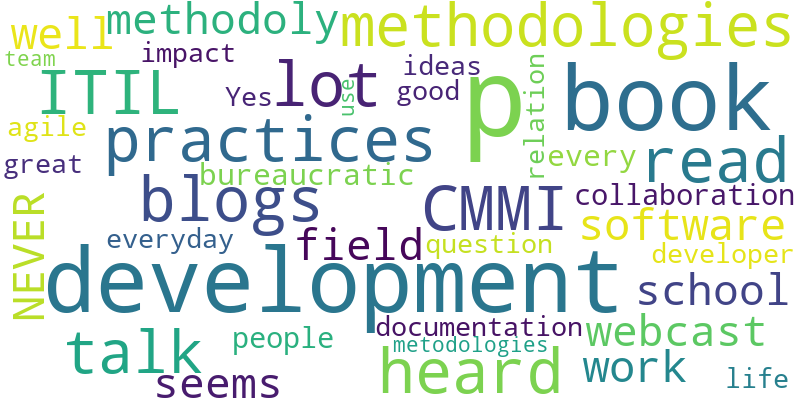 well methodoly methodologies
team impact ideas
ITIL Yes lot use good p relation book
agile practices every read
great bureaucratic
NEVER blogs CMMI collaboration
everyday field question software
development developer
school
talk people documentation webcast
metodologies
seems heard work life